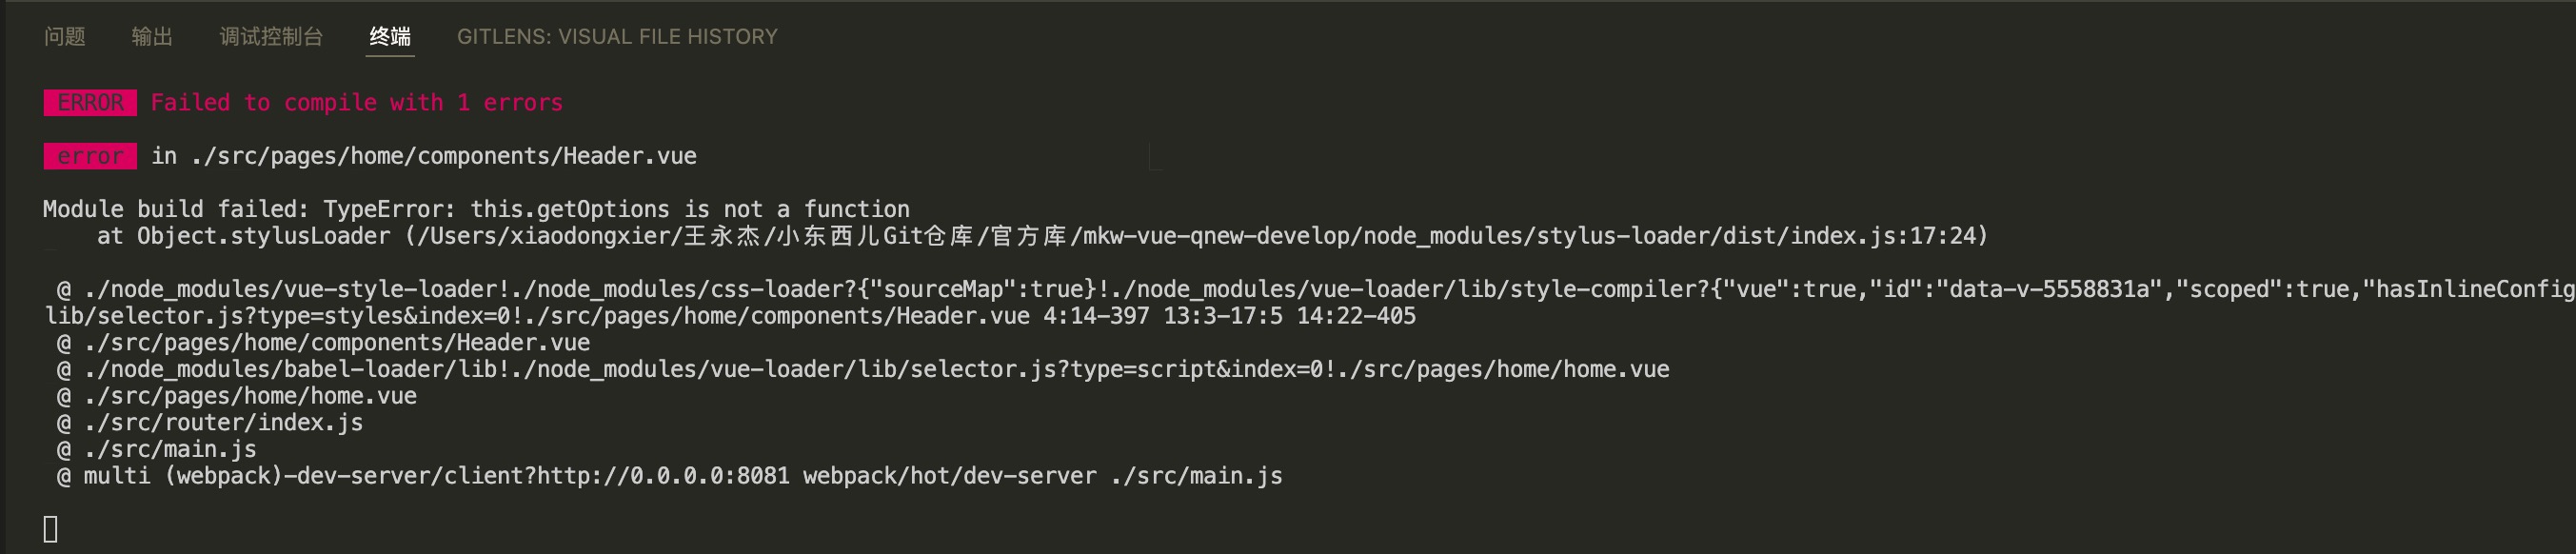 问题 输出 调试控制台 终端 GITLENS: VISUAL FILE HISTORY
ERROR Failed to compile with 1 errors
error in ./src/pages/home/components/Header.vue
Module build failed: TypeError: this.getOptions is not a function
at Object.stylusLoader (/Users/xiaodongxier/王永杰/小东西儿Git仓库/官方库/mkw-vue-qnew-develop/node_modules/stylus-loader/dist/index.js:17:24)
@ ./node_modules/vue-style-loader!./node_modules/css-loader?{"sourceMap":true}!./node_modules/vue-loader/lib/style-compiler?{"vue":true,"id":"data-v-5558831a","scoped":true,"hasInlineConfig
lib/selector.js?type=styles&index=0!./src/pages/home/components/Header.vue 4:14-397 13:3-17:5 14:22-405
@ ./src/pages/home/components/Header.vue
@ ./node_modules/babel-loader/lib!./node_modules/vue-loader/lib/selector.js?type=script&index=0!./src/pages/home/home.vue
@ ./src/pages/home/home.vue
@ ./src/router/index.js
@ ./src/main.js
@ multi (webpack)-dev-server/client?http://0.0.0.0:8081 webpack/hot/dev-server ./src/main.js